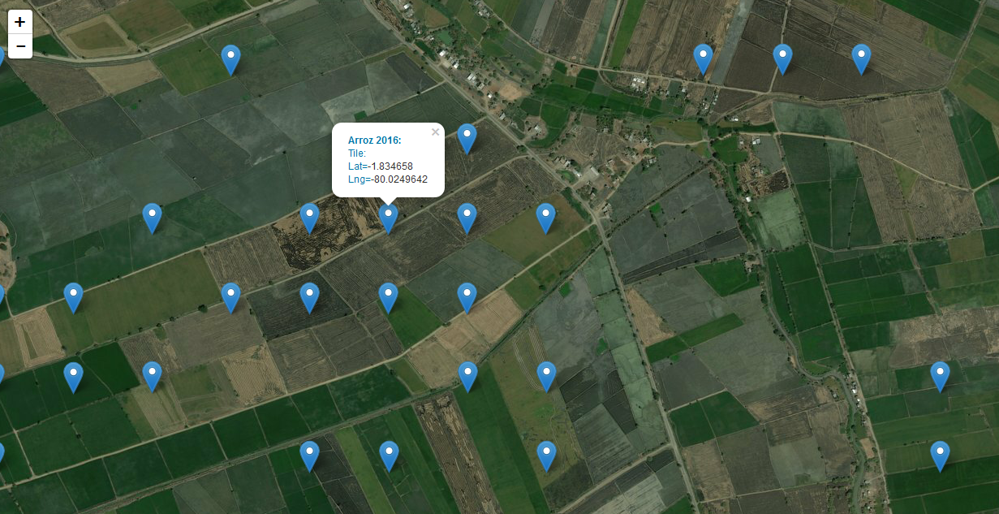 +
−
×
Arroz 2016:
Tile:
Lat=-1.834658
Lng=-80.0249642